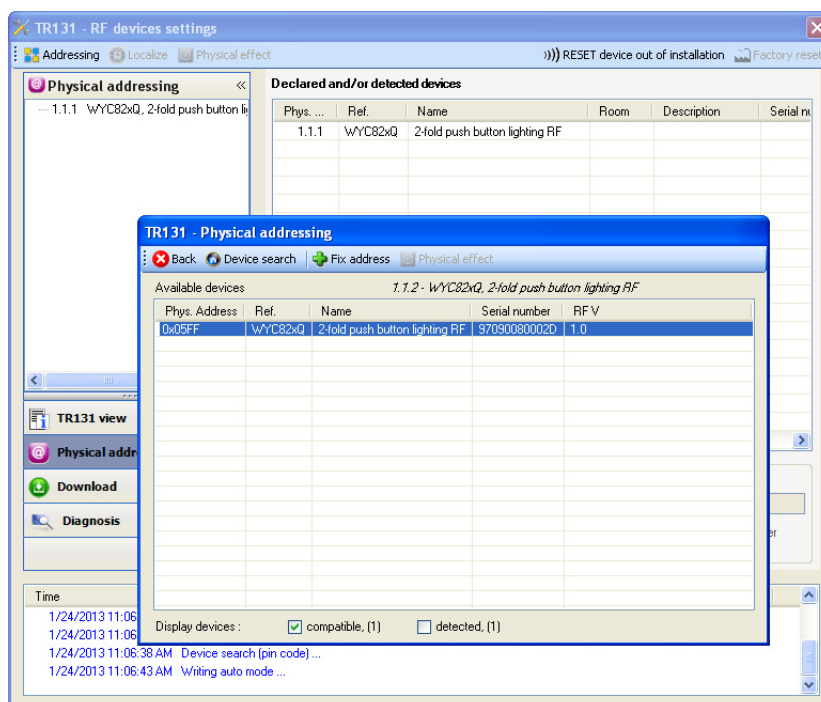 TR131 - RF devices settings
Addressing Localize Physical effect RESET device out of installation Factory reset
Physical addressing «
1.1.1 WYC82xQ, 2-fold push button
Declared and/or detected devices
Phys. ... Ref. Name Room Description Serial
1.1.1 WYC82xQ 2-fold push button lighting RF
TR131 - Physical addressing
Back Device search Fix address Physical effect
Available devices 1.1.2 - WYC82xQ, 2-fold push button lighting RF
Phys. Address Ref. Name Serial number RF V
0x05FF WYC82xQ 2-fold push button lighting RF 97090080002D 1.0
TR131 view
Physical addr
Download
Diagnosis
Display devices : compatible, (1) detected, (1)
Time
1/24/2013 11:06
1/24/2013 11:06
1/24/2013 11:06:38 AM Device search (pin code) ...
1/24/2013 11:06:43 AM Writing auto mode ...